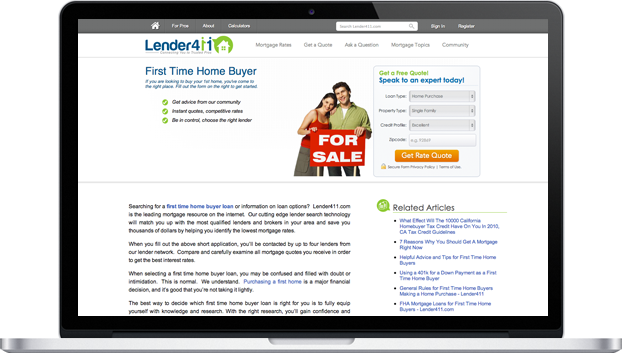 For Free About Calculators Search Lender411.com Sign In Register
Lender411
Mortgage Rates Get a Quote Ask a Question Mortgage Topics Community
First Time Home Buyer
If you are looking to buy your 1st home, you've come to
the right place. Fill out the form on the right to get started
Get advice from our community
Instant quotes, competitive rates
Be in control, choose the right lender
FOR
SALE
Get a Free Quote!
Speak to an expert today!
Loan Type: Home Purchase
Property Type: Single Family
Credit Profile: Excellent
Zipcode: e.g. 90069
Get Rate Quote
Secure Form Privacy Policy | Terms of Use
Searching for a first time home buyer loan or information on loan options? Lender411.com
is the leading mortgage resource on the internet. Our cutting edge lender search technology
will match you up with the most qualified lenders and brokers in your area and save you
thousands of dollars by helping you identify the lowest mortgage rates.
When you fill out the above short application, you'll be contacted by up to four lenders from
our lender network. Compare and carefully examine all mortgage quotes you receive in order
to get the best interest rates.
When selecting a first time home buyer loan, you may be confused and filled with doubt or
intimidation. This is normal. We understand. Purchasing a first home is a major financial
decision, and it's good that you're not taking it lightly.
The best way to decide which first time home buyer loan is right for you is to fully equip
yourself with knowledge and research. With the right research, you'll gain confidence and
Related Articles
What Effect Will The 10000 California
Homebuyer Tax Credit Have On You In 2010,
CA Tax Credit Guidelines
7 Reasons Why You Should Get A Mortgage
Right Now
Helpful Advice and Tips for First Time Home
Buyers
Using a 401k for a Down Payment as a First
Time Home Buyer
General Rules for First Time Home Buyers
Making a Home Purchase - Lender411
FHA Mortgage Loans for First Time Home
Buyers - Lender411.com